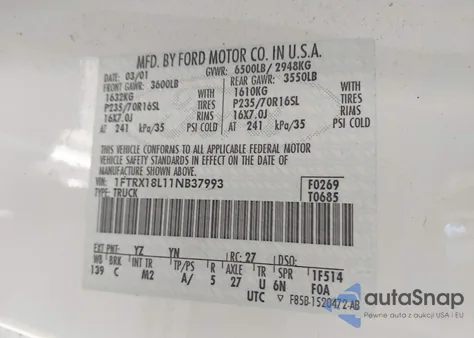 MFD. BY FORD MOTOR CO. IN U.S.A.
DATE: 03/01 GVWR: 6500LB/ 2948KG
FRONT GAWR: 3600LB REAR GAWR: 3550LB
1632KG 1610KG
P235/70R16SL WITH P235/70R16SL WITH
16X7.0J TIRES 16X7.0J TIRES
AT 241 kPa/35 PSI COLD RIMS AT 241 kPa/35 PSI COLD RIMS
THIS VEHICLE CONFORMS TO ALL APPLICABLE FEDERAL MOTOR
VEHICLE SAFETY STANDARDS IN EFFECT ON THE DATE OF
MANUFACTURE SHOWN ABOVE.
VIN: 1FTRX18L11NB37993 F0269
TYPE: TRUCK T0685
EXT PNT: YZ YN RC: 27 DSO:
WB BRK INT TR TP/PS R AXLE TR SPR 1F514
139 C M2 A/ 5 27 U 6N F0A
UTC ▽ F85B-1520472-AB
autoSnap
Pewne auta z aukcji USA i EU